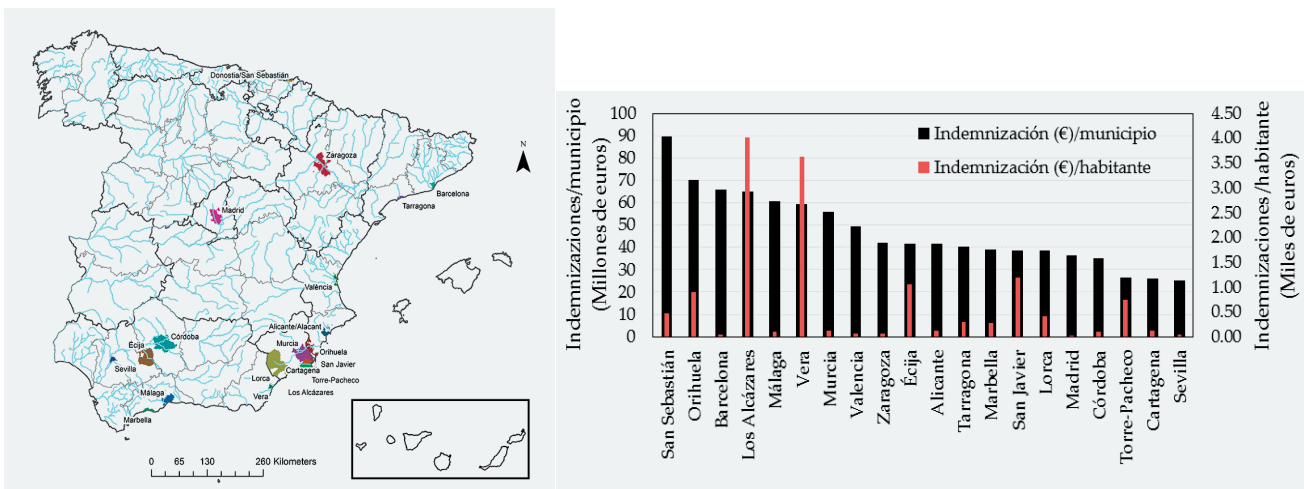 Donostia/San Sebastián
Zaragoza
N
Barcelona
Tarragona
Madrid
València
Alicante/Alacant
Córdoba
Écija
Murcia
Orihuela
San Javier
Sevilla
Cartagena
Lorca
Torre-Pacheco
Málaga
Vera
Los Alcázares
Marbella
0 65 130 260 Kilometers
Indemnizaziones/municipio
(Millones de euros)
100
90
80
70
60
50
40
30
20
10
0
Indemnización (€)/municipio
Indemnización (€)/habitante
4.50
4.00
3.50
3.00
2.50
2.00
1.50
1.00
0.50
0.00
Indemnizaciones /habitante
(Miles de euros)
San Sebastián
Orihuela
Barcelona
Los Alcázares
Málaga
Vera
Murcia
Valencia
Zaragoza
Écija
Alicante
Tarragona
Marbella
San Javier
Lorca
Madrid
Córdoba
Torre-Pacheco
Cartagena
Sevilla